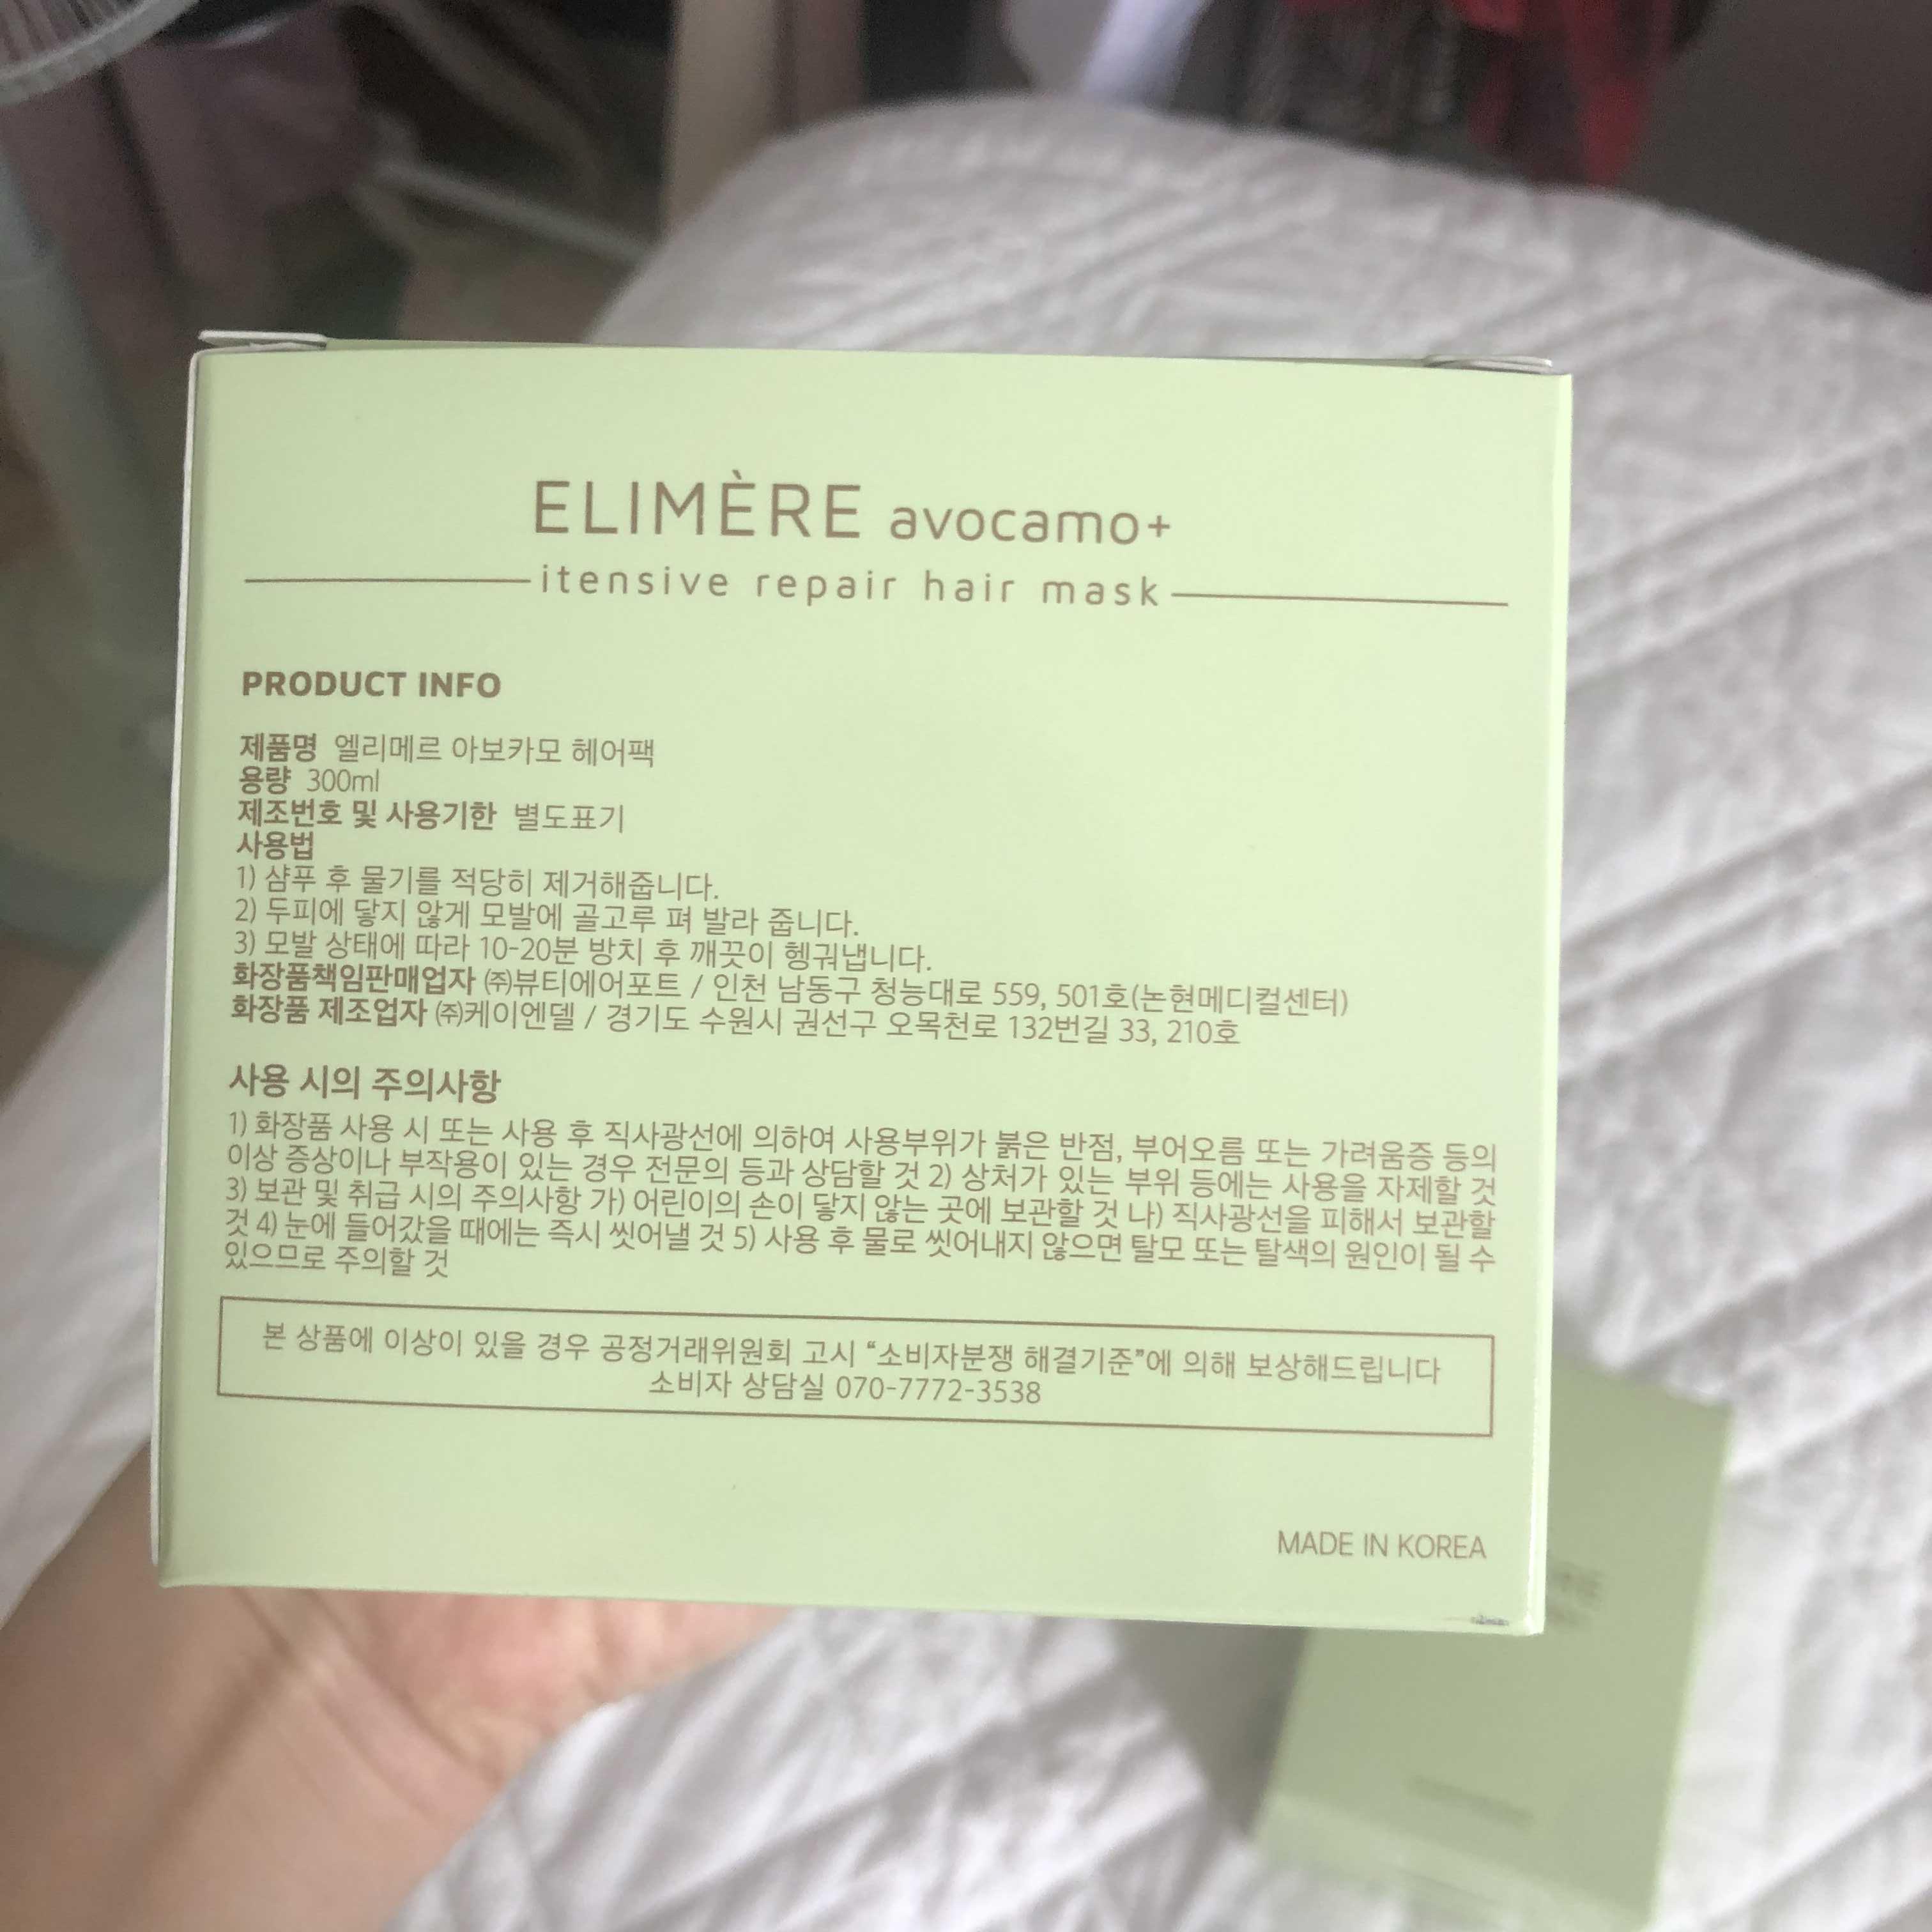 ELIMÈRE avocamo+
itensive repair hair mask
PRODUCT INFO
제품명 엘리메르 아보카모 헤어팩
용량 300ml
제조번호 및 사용기한 별도표기
사용법
1) 샴푸 후 물기를 적당히 제거해줍니다.
2) 두피에 닿지 않게 모발에 골고루 펴 발라 줍니다.
3) 모발 상태에 따라 10-20분 방치 후 깨끗이 헹궈냅니다.
화장품책임판매업자 ㈜뷰티에어포트 / 인천 남동구 청능대로 559, 501호(논현메디컬센터)
화장품 제조업자 ㈜케이엔델 / 경기도 수원시 권선구 오목천로 132번길 33, 210호
사용 시의 주의사항
1) 화장품 사용 시 또는 사용 후 직사광선에 의하여 사용부위가 붉은 반점, 부어오름 또는 가려움증 등의
이상 증상이나 부작용이 있는 경우 전문의 등과 상담할 것 2) 상처가 있는 부위 등에는 사용을 자제할 것
3) 보관 및 취급 시의 주의사항 가) 어린이의 손이 닿지 않는 곳에 보관할 것 나) 직사광선을 피해서 보관할
것 4) 눈에 들어갔을 때에는 즉시 씻어낼 것 5) 사용 후 물로 씻어내지 않으면 탈모 또는 탈색의 원인이 될 수
있으므로 주의할 것
본 상품에 이상이 있을 경우 공정거래위원회 고시 “소비자분쟁 해결기준”에 의해 보상해드립니다
소비자 상담실 070-7772-3538
MADE IN KOREA